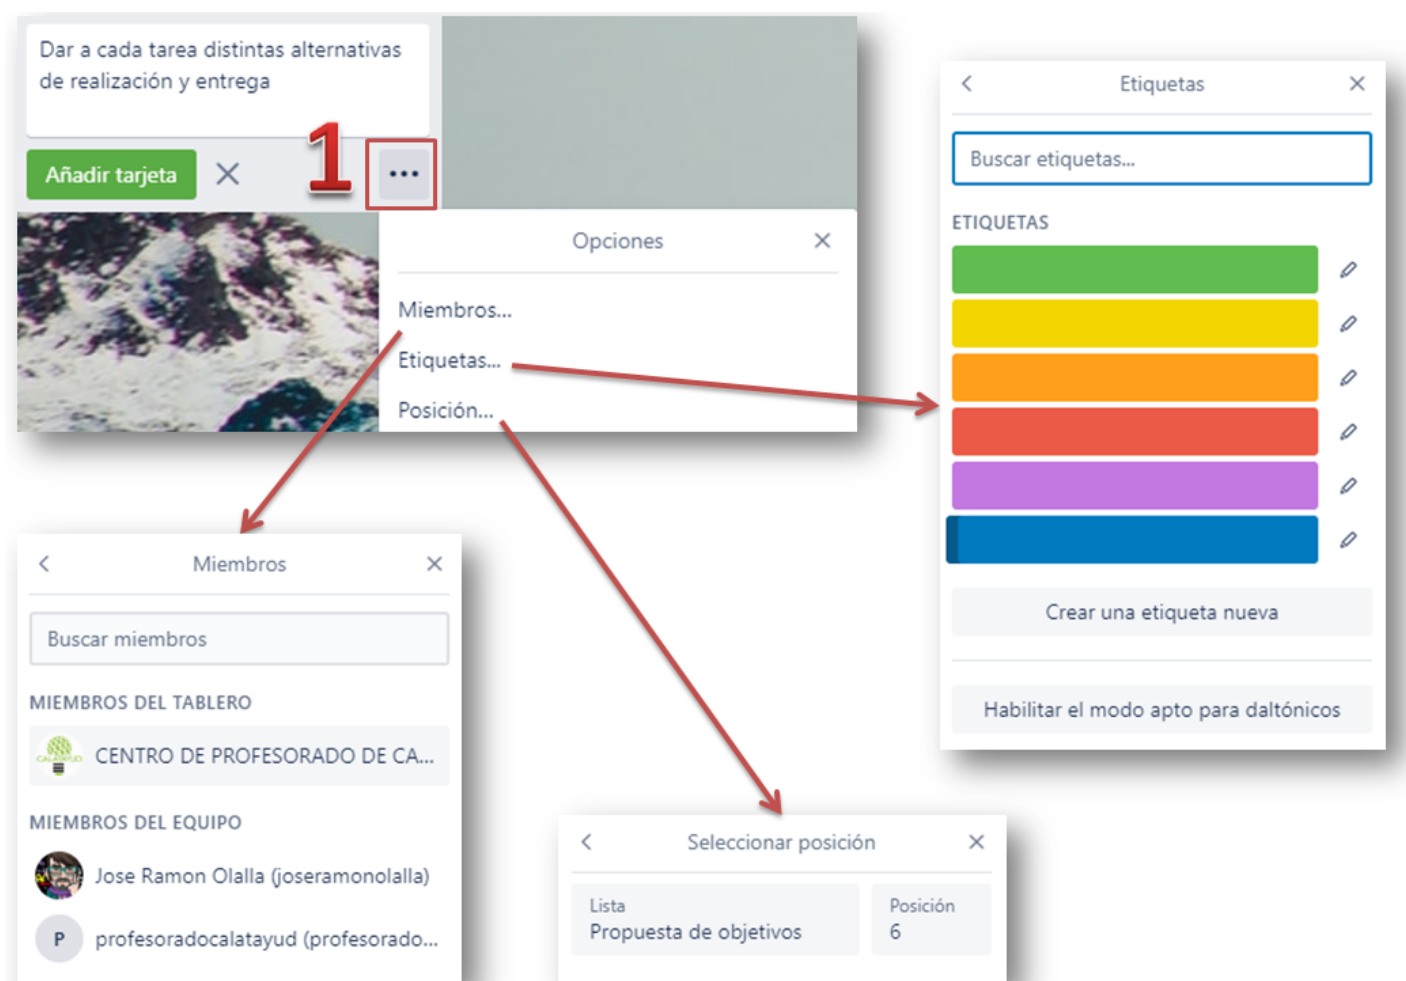 Dar a cada tarea distintas alternativas
de realización y entrega
Añadir tarjeta
1
Opciones
Miembros...
Etiquetas...
Posición...
Etiquetas
Buscar etiquetas...
ETIQUETAS
Crear una etiqueta nueva
Habilitar el modo apto para daltónicos
Miembros
Buscar miembros
MIEMBROS DEL TABLERO
CALATAYUD
CENTRO DE PROFESORADO DE CA...
MIEMBROS DEL EQUIPO
Jose Ramon Olalla (joseramonolalla)
P
profesoradocalatayud (profesorado...
Seleccionar posición
Lista
Propuesta de objetivos
Posición
6